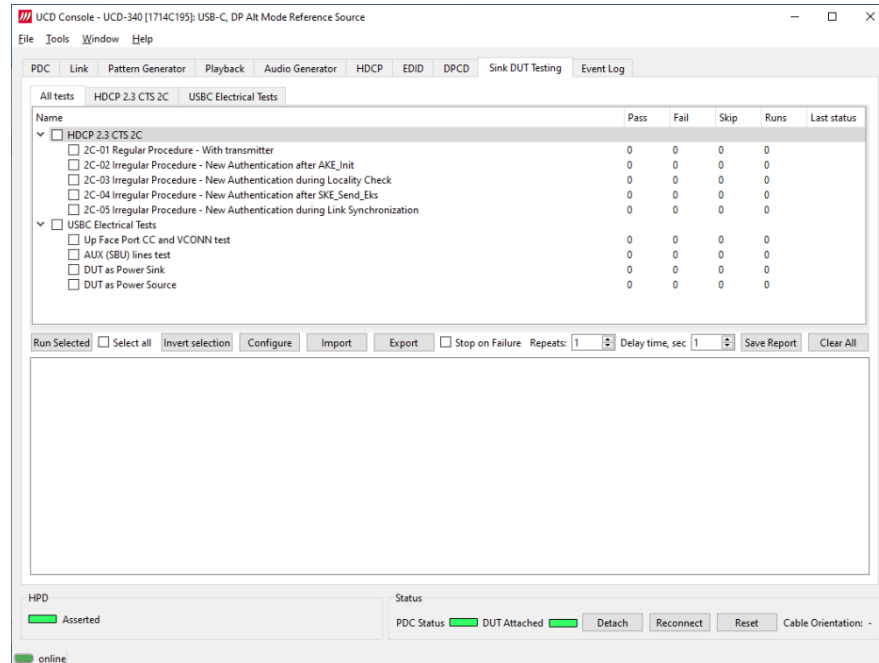 UCD Console - UCD-340 [1714C195]: USB-C, DP Alt Mode Reference Source
File Tools Window Help
PDC Link Pattern Generator Playback Audio Generator HDCP EDID DPCD Sink DUT Testing Event Log
All tests HDCP 2.3 CTS 2C USBC Electrical Tests
Name Pass Fail Skip Runs Last status
HDCP 2.3 CTS 2C
2C-01 Regular Procedure - With transmitter 0 0 0 0
2C-02 Irregular Procedure - New Authentication after AKE_Init 0 0 0 0
2C-03 Irregular Procedure - New Authentication during Locality Check 0 0 0 0
2C-04 Irregular Procedure - New Authentication after SKE_Send_Eks 0 0 0 0
2C-05 Irregular Procedure - New Authentication during Link Synchronization 0 0 0 0
USBC Electrical Tests
Up Face Port CC and VCONN test 0 0 0 0
AUX (SBU) lines test 0 0 0 0
DUT as Power Sink 0 0 0 0
DUT as Power Source 0 0 0 0
Run Selected Select all Invert selection Configure Import Export Stop on Failure Repeats: 1 Delay time, sec 1 Save Report Clear All
HPD Status
Asserted PDC Status DUT Attached Detach Reconnect Reset Cable Orientation: -
online